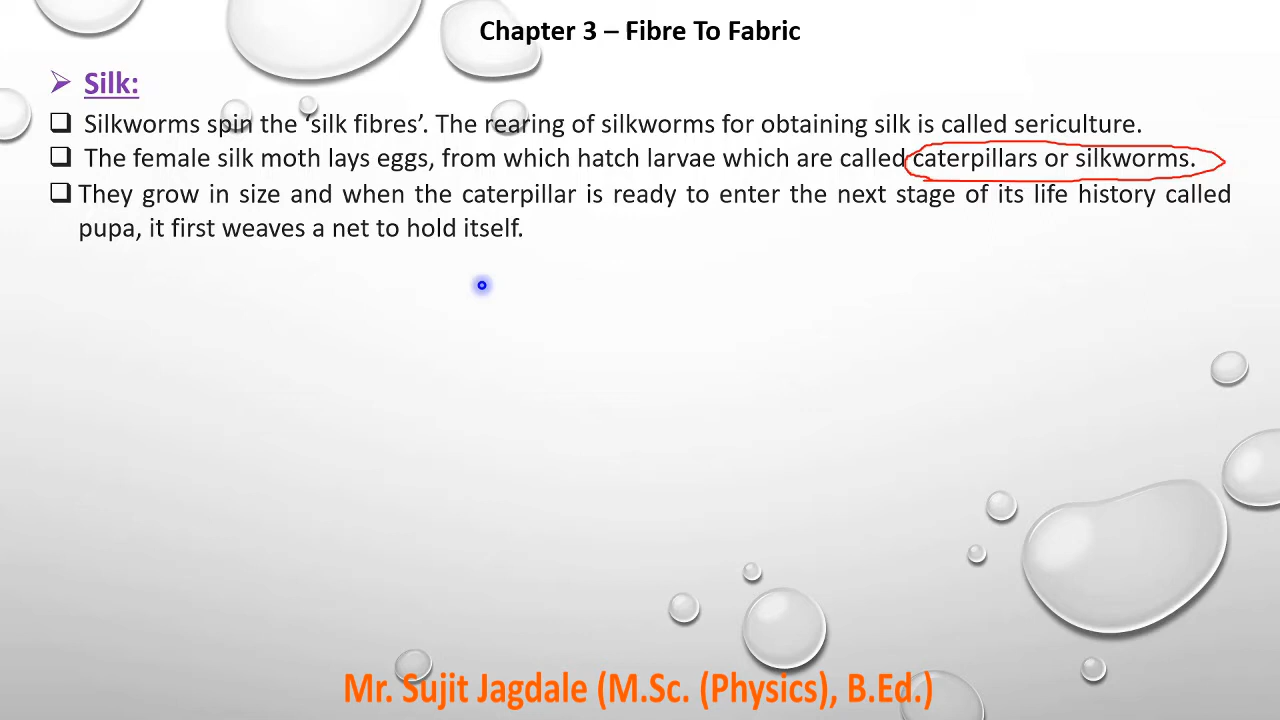 Chapter 3 – Fibre To Fabric
Silk:
Silkworms spin the ‘silk fibres’. The rearing of silkworms for obtaining silk is called sericulture.
The female silk moth lays eggs, from which hatch larvae which are called caterpillars or silkworms.
They grow in size and when the caterpillar is ready to enter the next stage of its life history called
pupa, it first weaves a net to hold itself.
Mr. Sujit Jagdale (M.Sc. (Physics), B.Ed.)